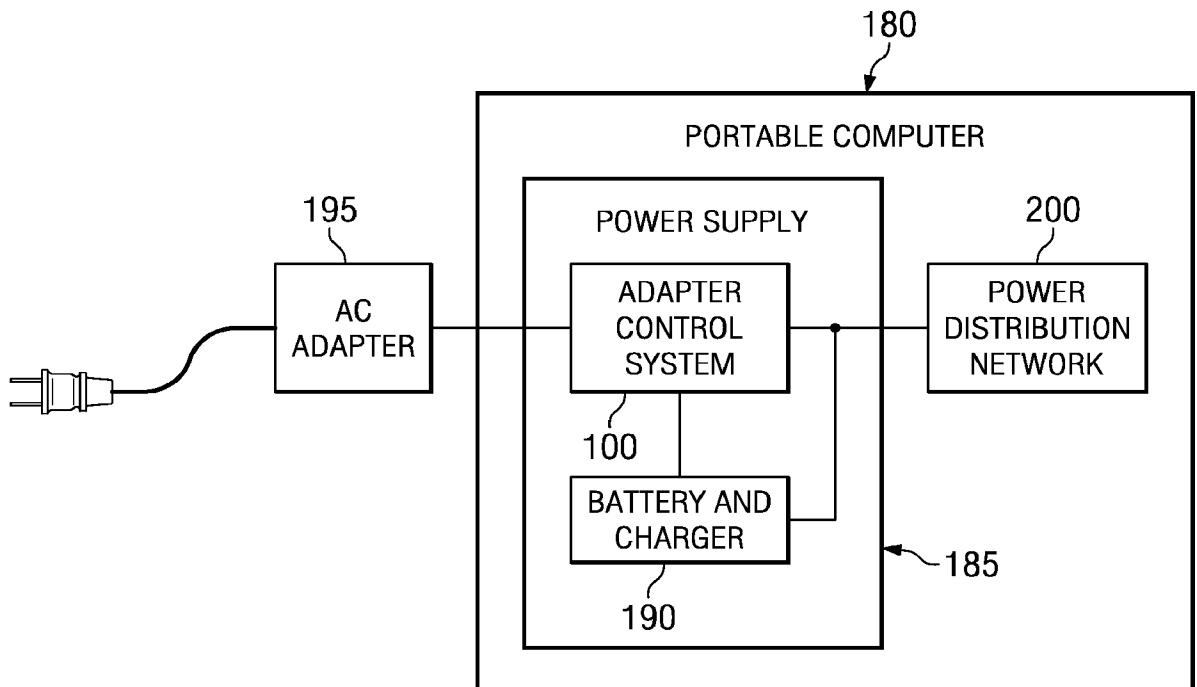 180
PORTABLE COMPUTER
195
POWER SUPPLY
200
AC
ADAPTER
ADAPTER
CONTROL
SYSTEM
POWER
DISTRIBUTION
NETWORK
100
BATTERY AND
CHARGER
185
190